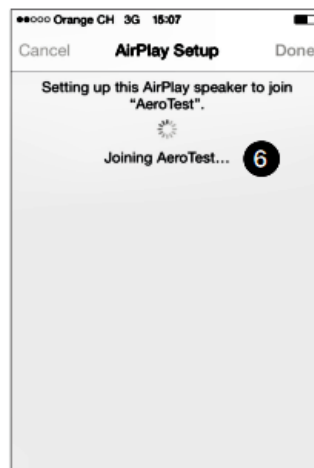 Orange CH 3G 15:07
Cancel AirPlay Setup Done
Setting up this AirPlay speaker to join
“AeroTest”.
Joining AeroTest... 6